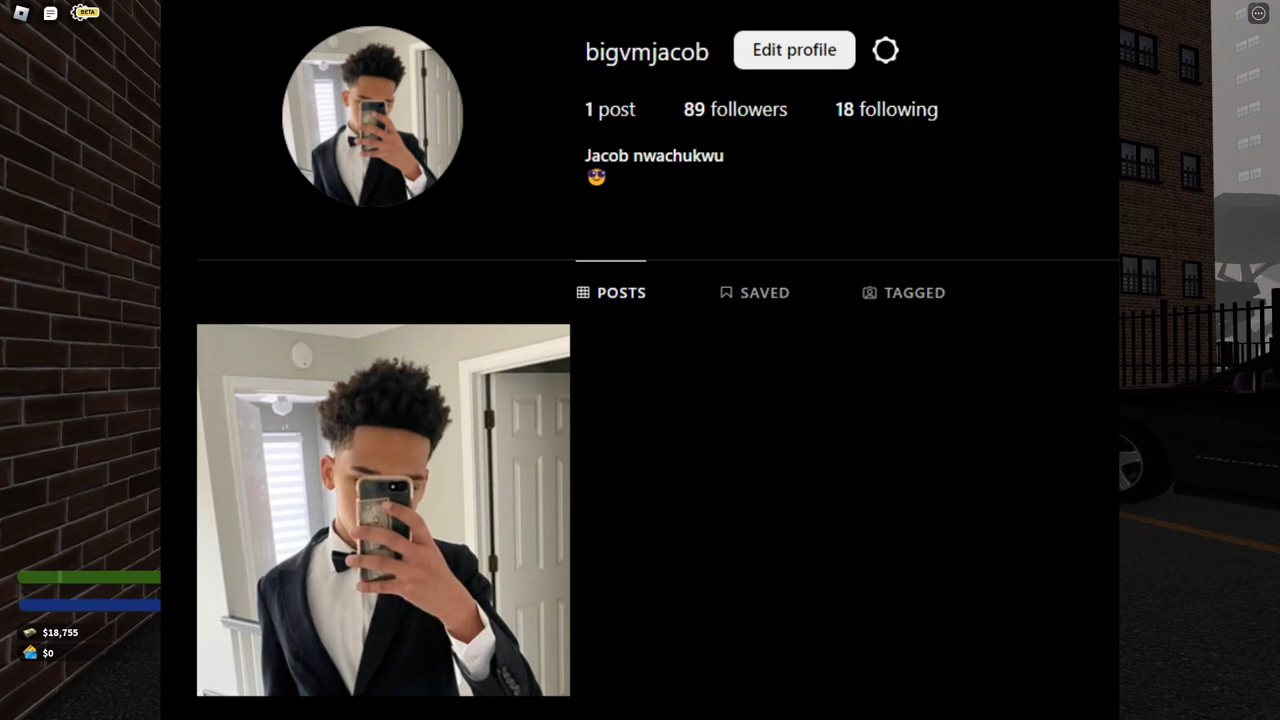 BETA
bigvmjacob Edit profile
1 post 89 followers 18 following
Jacob nwachukwu
😎
POSTS SAVED TAGGED
$18,755
$0